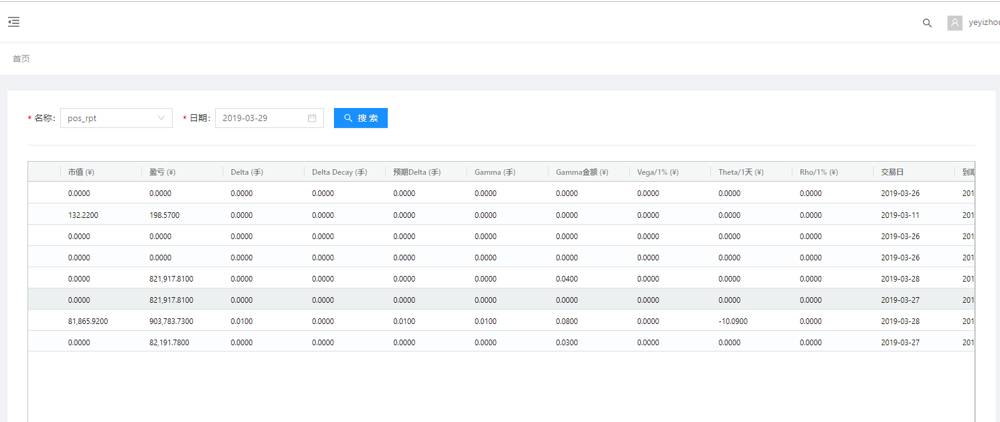 yeyizhou
首页
* 名称: pos_rpt * 日期: 2019-03-29 搜 索
市值 (¥) 盈亏 (¥) Delta (手) Delta Decay (手) 预期Delta (手) Gamma (手) Gamma金额 (¥) Vega/1% (¥) Theta/1天 (¥) Rho/1% (¥) 交易日 到期
0.0000 0.0000 0.0000 0.0000 0.0000 0.0000 0.0000 0.0000 0.0000 0.0000 2019-03-26 201
132.2200 198.5700 0.0000 0.0000 0.0000 0.0000 0.0000 0.0000 0.0000 0.0000 2019-03-11 201
0.0000 0.0000 0.0000 0.0000 0.0000 0.0000 0.0000 0.0000 0.0000 0.0000 2019-03-26 201
0.0000 0.0000 0.0000 0.0000 0.0000 0.0000 0.0000 0.0000 0.0000 0.0000 2019-03-26 201
0.0000 821,917.8100 0.0000 0.0000 0.0000 0.0000 0.0400 0.0000 0.0000 0.0000 2019-03-28 201
0.0000 821,917.8100 0.0000 0.0000 0.0000 0.0000 0.0000 0.0000 0.0000 0.0000 2019-03-27 201
81,865.9200 903,783.7300 0.0100 0.0000 0.0100 0.0100 0.0800 0.0000 -10.0900 0.0000 2019-03-28 201
0.0000 82,191.7800 0.0000 0.0000 0.0000 0.0000 0.0300 0.0000 0.0000 0.0000 2019-03-27 201